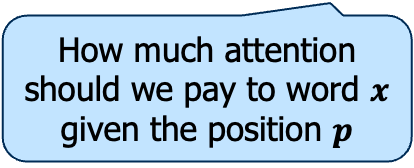 How much attention
should we pay to word x
given the position p